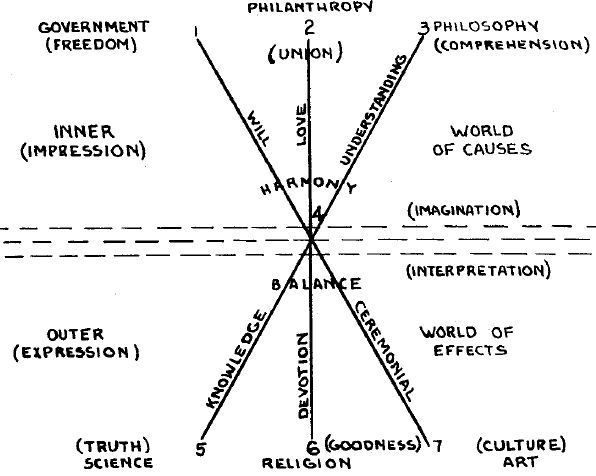 PHILANTHROPY
GOVERNMENT 1 2 3 PHILOSOPHY
(FREEDOM) (UNION) (COMPREHENSION)
WILL
LOVE
UNDERSTANDING
INNER
(IMPRESSION)
WORLD
OF CAUSES
HARMONY
4
(IMAGINATION)
(INTERPRETATION)
BALANCE
OUTER
(EXPRESSION)
KNOWLEDGE
DEVOTION
CEREMONIAL
WORLD OF
EFFECTS
(TRUTH) 5 6 (GOODNESS) 7 (CULTURE)
SCIENCE RELIGION ART